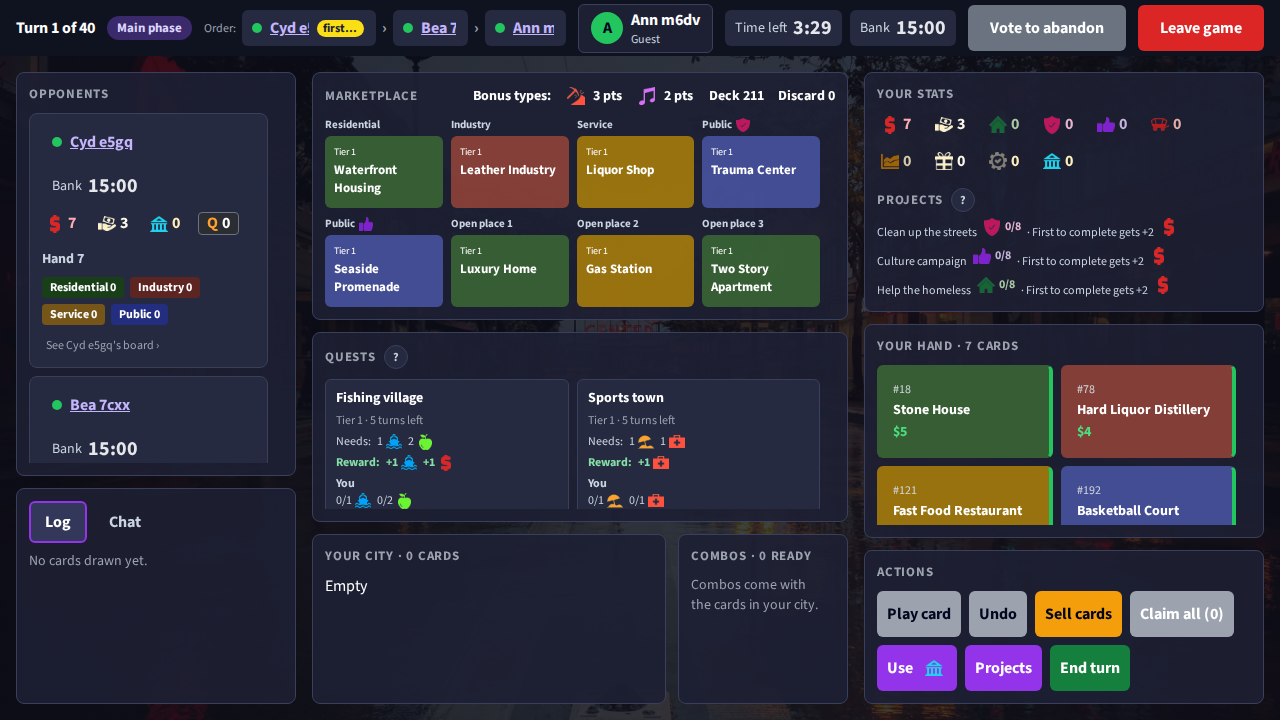 Turn 1 of 40 Main phase Order: Cyd e! first... › Bea 7 › Ann m A Ann m6dv Guest Time left 3:29 Bank 15:00 Vote to abandon Leave game
OPPONENTS
Cyd e5gq
Bank 15:00
7 3 0 Q 0
Hand 7
Residential 0 Industry 0
Service 0 Public 0
See Cyd e5gq's board ›
Bea 7cxx
Bank 15:00
Log Chat
No cards drawn yet.
MARKETPLACE Bonus types: 3 pts 2 pts Deck 211 Discard 0
Residential Industry Service Public
Tier 1 Tier 1 Tier 1 Tier 1
Waterfront Housing Leather Industry Liquor Shop Trauma Center
Public Open place 1 Open place 2 Open place 3
Tier 1 Tier 1 Tier 1 Tier 1
Seaside Promenade Luxury Home Gas Station Two Story Apartment
QUESTS ?
Fishing village
Tier 1 · 5 turns left
Needs: 1 2
Reward: +1 +1
You
0/1 0/2
Sports town
Tier 1 · 5 turns left
Needs: 1 1
Reward: +1
You
0/1 0/1
YOUR CITY · 0 CARDS
Empty
COMBOS · 0 READY
Combos come with
the cards in your city.
YOUR STATS
7 3 0 0 0 0
0 0 0 0
PROJECTS ?
Clean up the streets 0/8 · First to complete gets +2
Culture campaign 0/8 · First to complete gets +2
Help the homeless 0/8 · First to complete gets +2
YOUR HAND · 7 CARDS
#18
Stone House
$5
#78
Hard Liquor Distillery
$4
#121
Fast Food Restaurant
#192
Basketball Court
ACTIONS
Play card Undo Sell cards Claim all (0)
Use Projects End turn